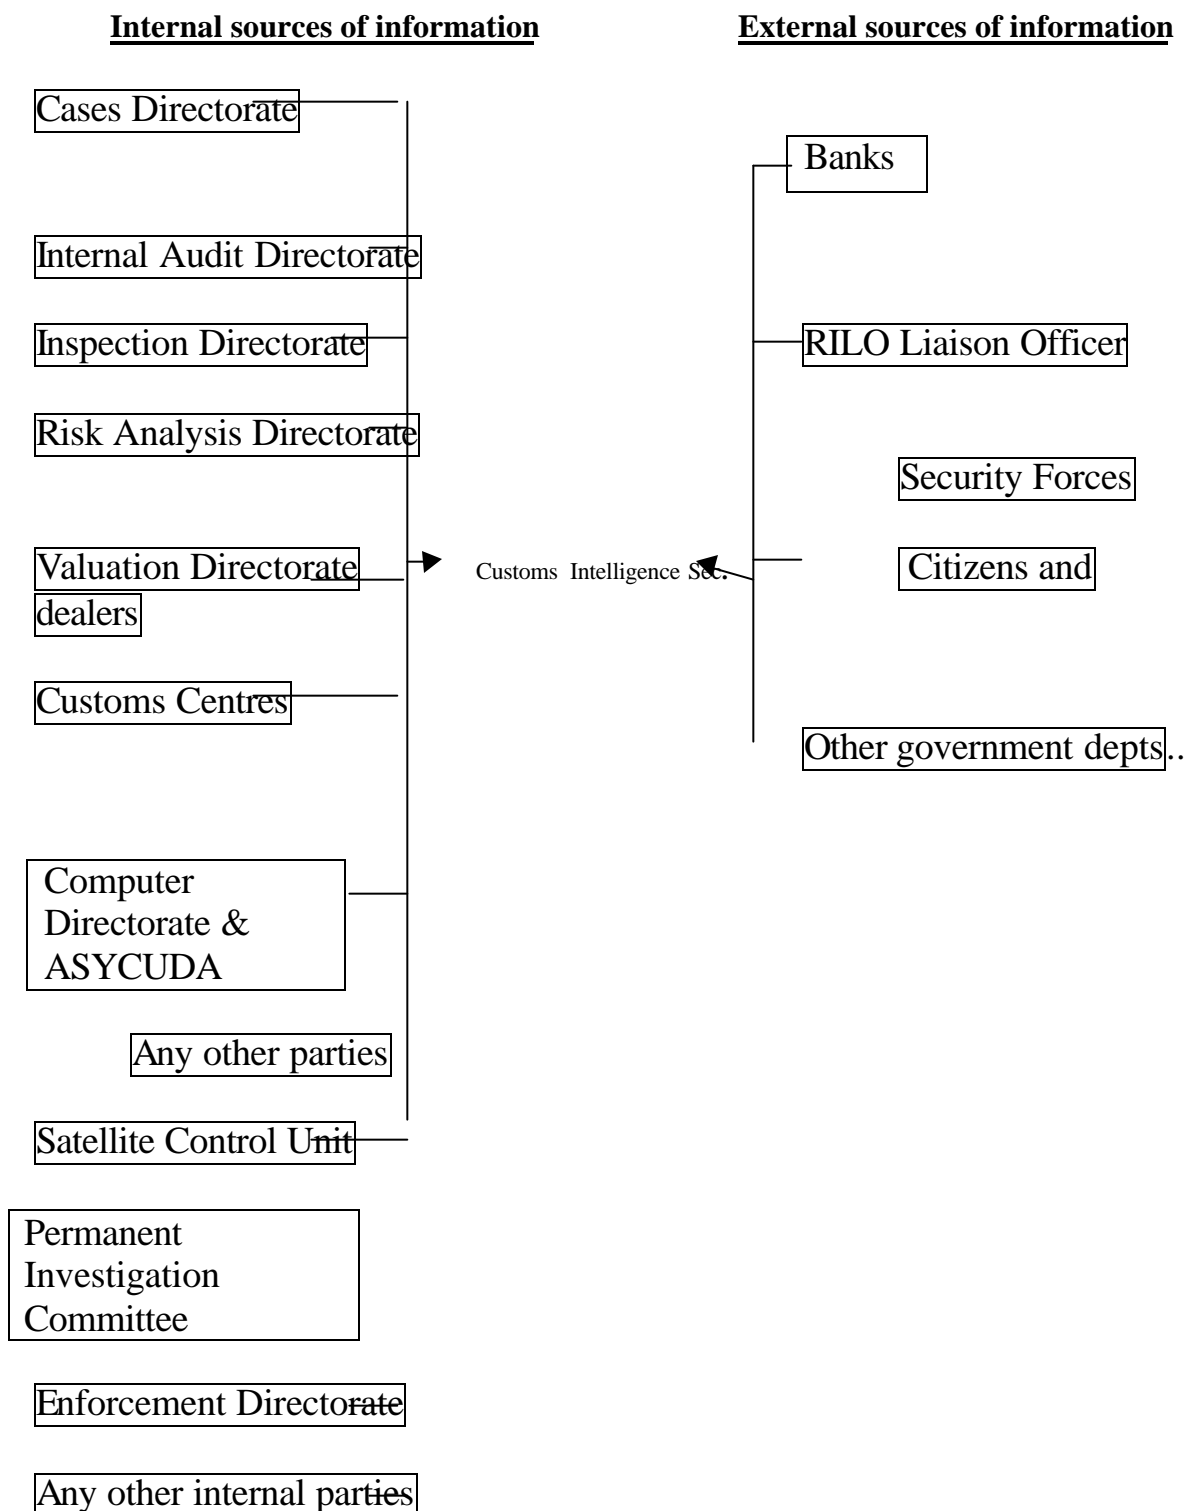 Internal sources of information
External sources of information
Cases Directorate
Banks
Internal Audit Directorate
Inspection Directorate
RILO Liaison Officer
Risk Analysis Directorate
Security Forces
Valuation Directorate
Customs Intelligence Sec.
Citizens and
dealers
Customs Centres
Other government depts..
Computer
Directorate &
ASYCUDA
Any other parties
Satellite Control Unit
Permanent
Investigation
Committee
Enforcement Directorate
Any other internal parties